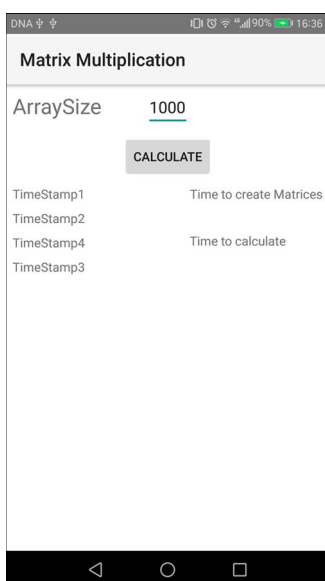 DNA 90% 16:36
Matrix Multiplication
ArraySize 1000
CALCULATE
TimeStamp1 Time to create Matrices
TimeStamp2
TimeStamp4 Time to calculate
TimeStamp3